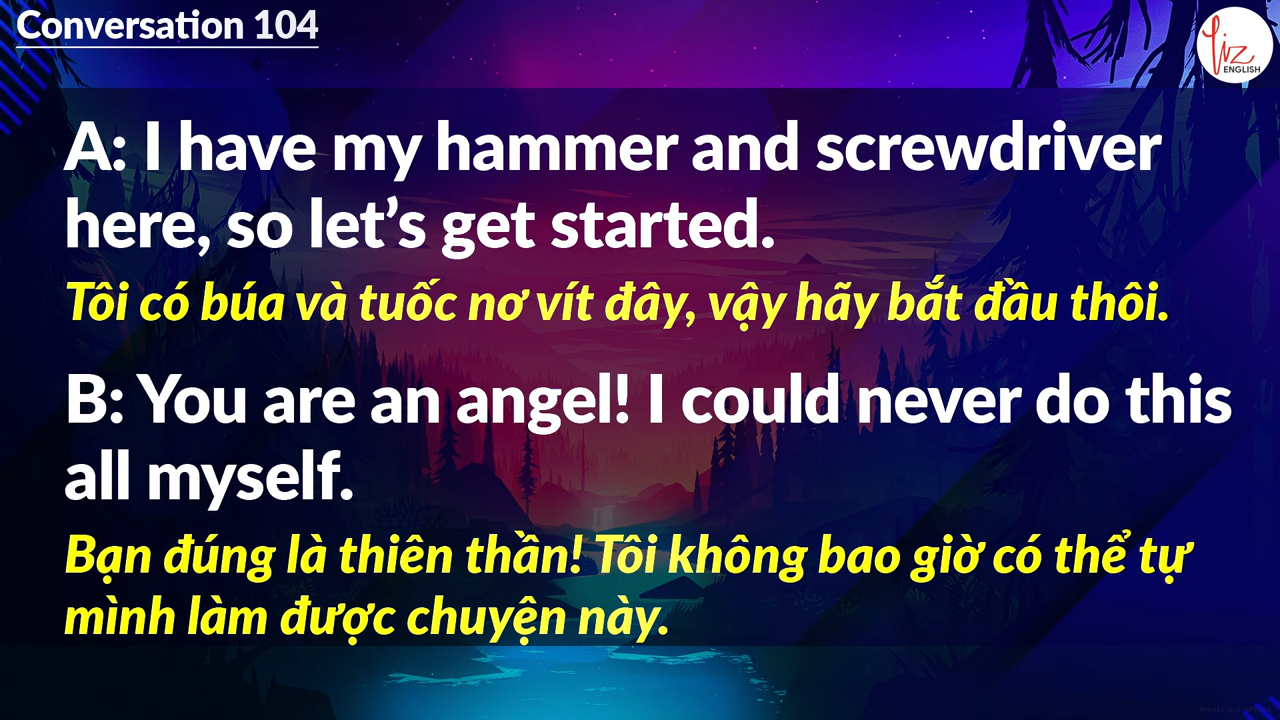 Conversation 104
Liz
ENGLISH
A: I have my hammer and screwdriver
here, so let’s get started.
Tôi có búa và tuốc nơ vít đây, vậy hãy bắt đầu thôi.
B: You are an angel! I could never do this
all myself.
Bạn đúng là thiên thần! Tôi không bao giờ có thể tự
mình làm được chuyện này.